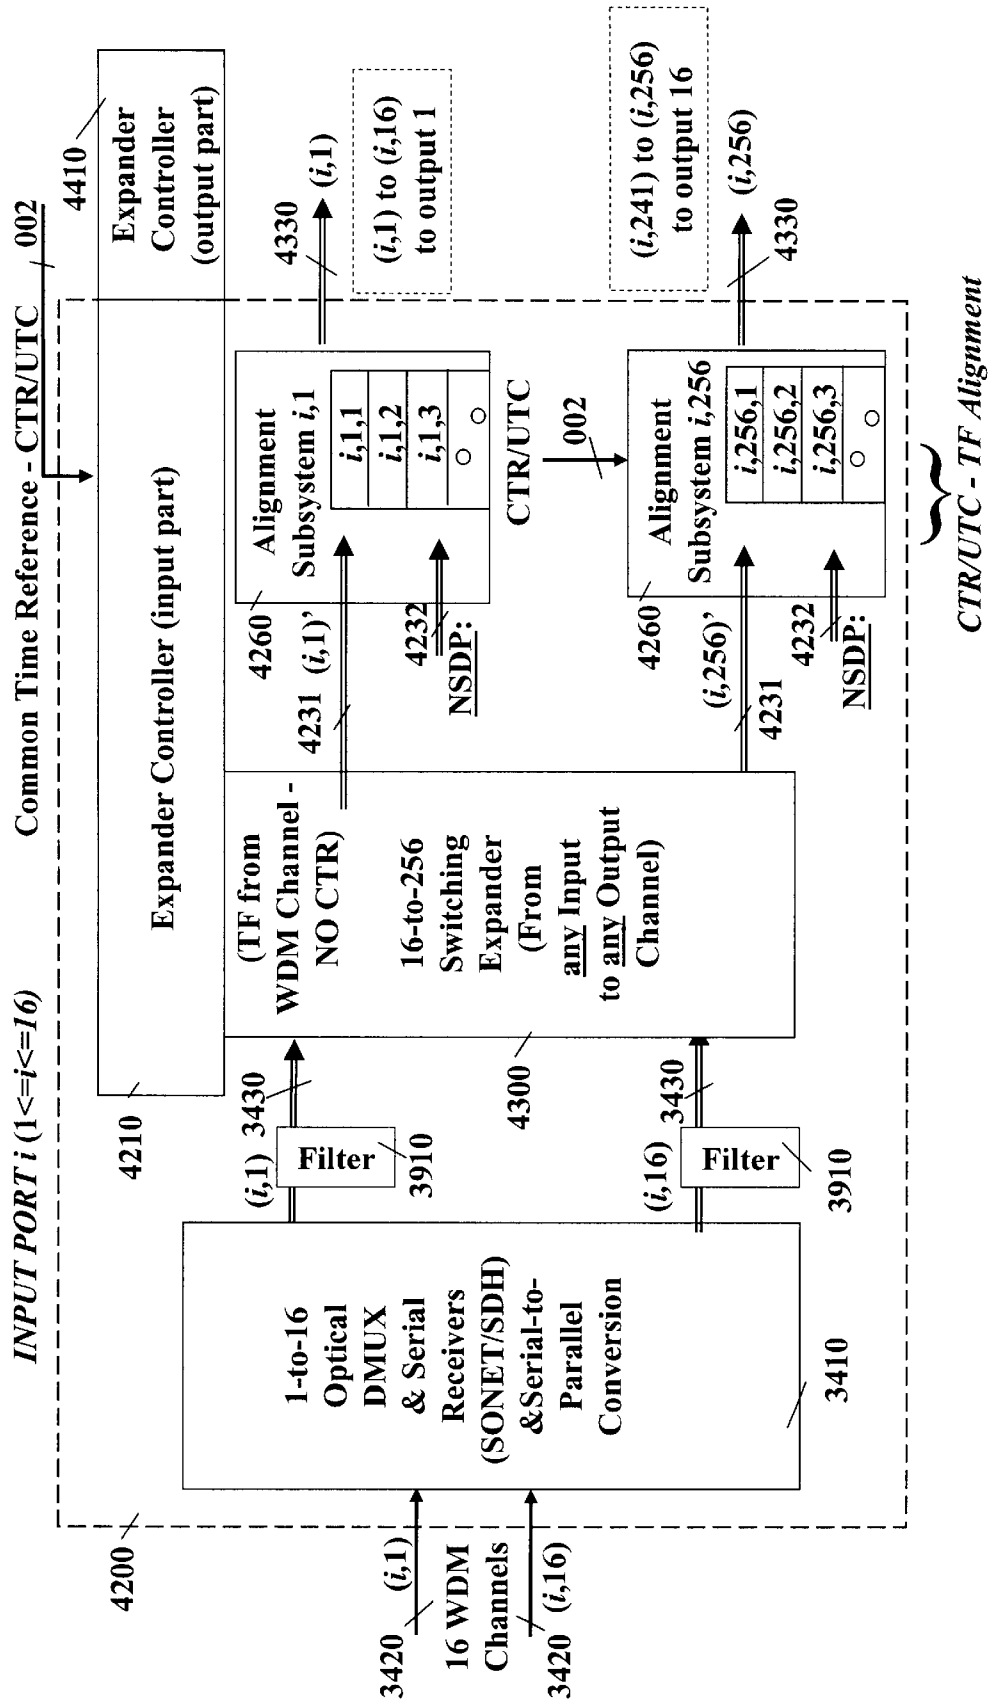 INPUT PORT i (1<=i<=16)
Common Time Reference - CTR/UTC
002
4200
4210
Expander Controller (input part)
4410
Expander
Controller
(output part)
3420
(i,1)
16 WDM
Channels
3420
(i,16)
1-to-16
Optical
DMUX
& Serial
Receivers
(SONET/SDH)
&Serial-to-
Parallel
Conversion
3410
(i,1)
3430
Filter
3910
(i,16)
3430
Filter
3910
(TF from
WDM Channel -
NO CTR)
16-to-256
Switching
Expander
(From
any Input
to any Output
Channel)
4300
4231
(i,1)’
4232
NSDP:
4260
Alignment
Subsystem i,1
i,1,1
i,1,2
i,1,3
4330
(i,1)
(i,1) to (i,16)
to output 1
CTR/UTC
002
(i,256)’
4231
4232
NSDP:
4260
Alignment
Subsystem i,256
i,256,1
i,256,2
i,256,3
(i,241) to (i,256)
to output 16
(i,256)
4330
CTR/UTC - TF Alignment